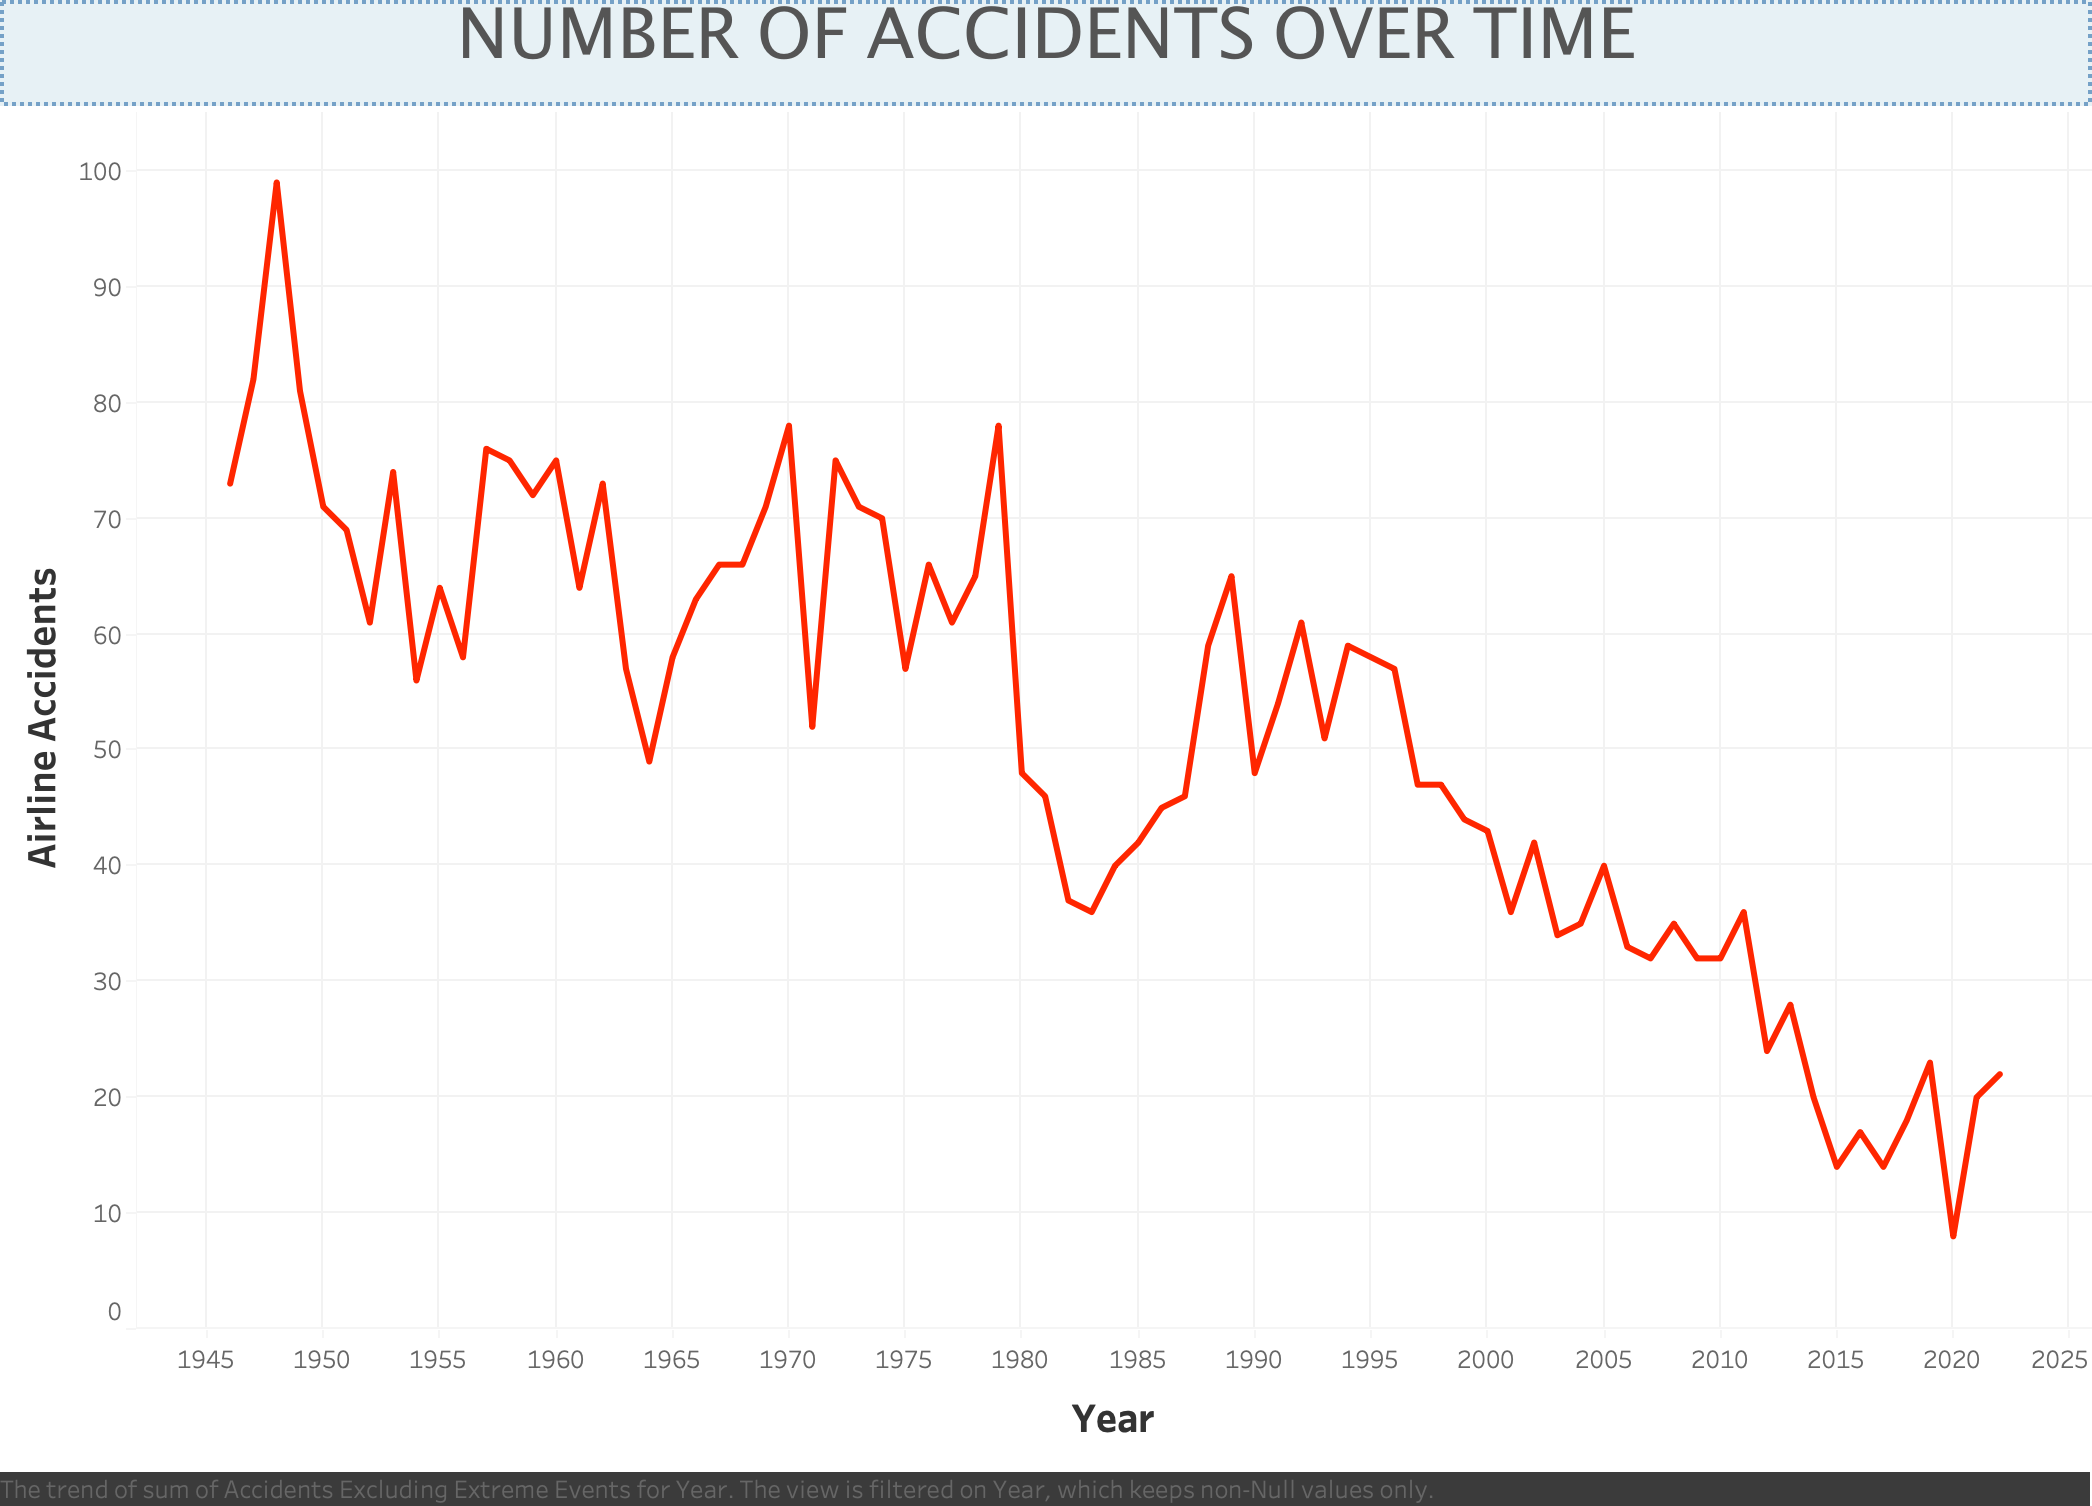 NUMBER OF ACCIDENTS OVER TIME
100
90
80
70
60
50
40
30
20
10
0
Airline Accidents
1945 1950 1955 1960 1965 1970 1975 1980 1985 1990 1995 2000 2005 2010 2015 2020 2025
Year
The trend of sum of Accidents Excluding Extreme Events for Year. The view is filtered on Year, which keeps non-Null values only.